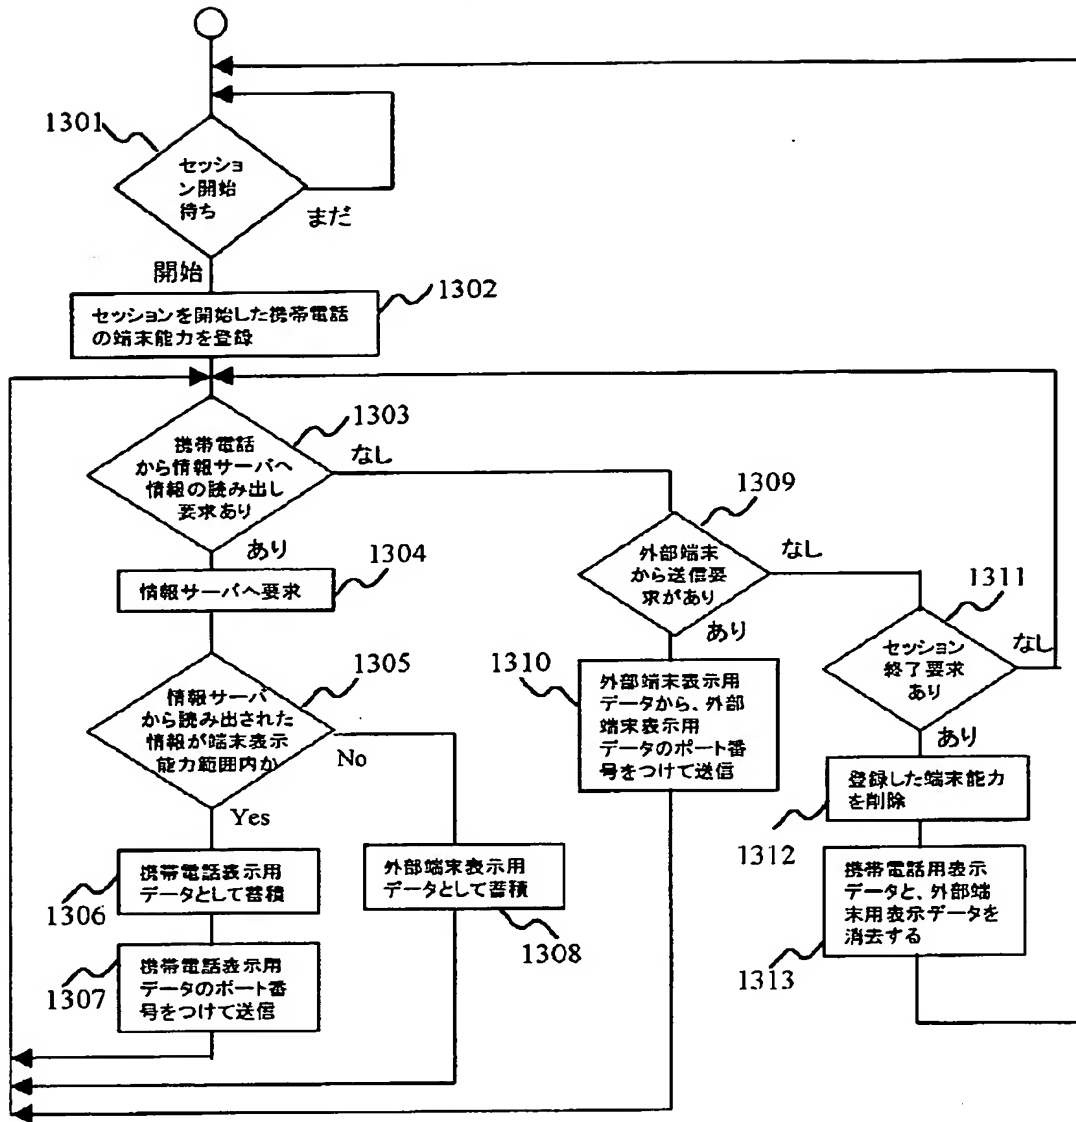 1301
セッショ
ン開始
待ち
まだ
開始
1302
セッションを開始した携帯電話
の端末能力を登録
1303
携帯電話
から情報サーバへ
情報の読み出し
要求あり
なし
あり
1304
情報サーバへ要求
1305
情報サーバ
から読み出された
情報が端末表示
能力範囲内か
No
Yes
1306
携帯電話表示用
データとして蓄積
1307
携帯電話表示用
データのポート番
号をつけて送信
外部端末表示用
データとして蓄積
1308
1309
外部端末
から送信要
求があり
なし
あり
1310
外部端末表示用
データから、外部
端末表示用
データのポート番
号をつけて送信
1311
セッション
終了要求
あり
なし
あり
登録した端末能力
を削除
1312
携帯電話用表示
データと、外部端
末用表示データを
消去する
1313